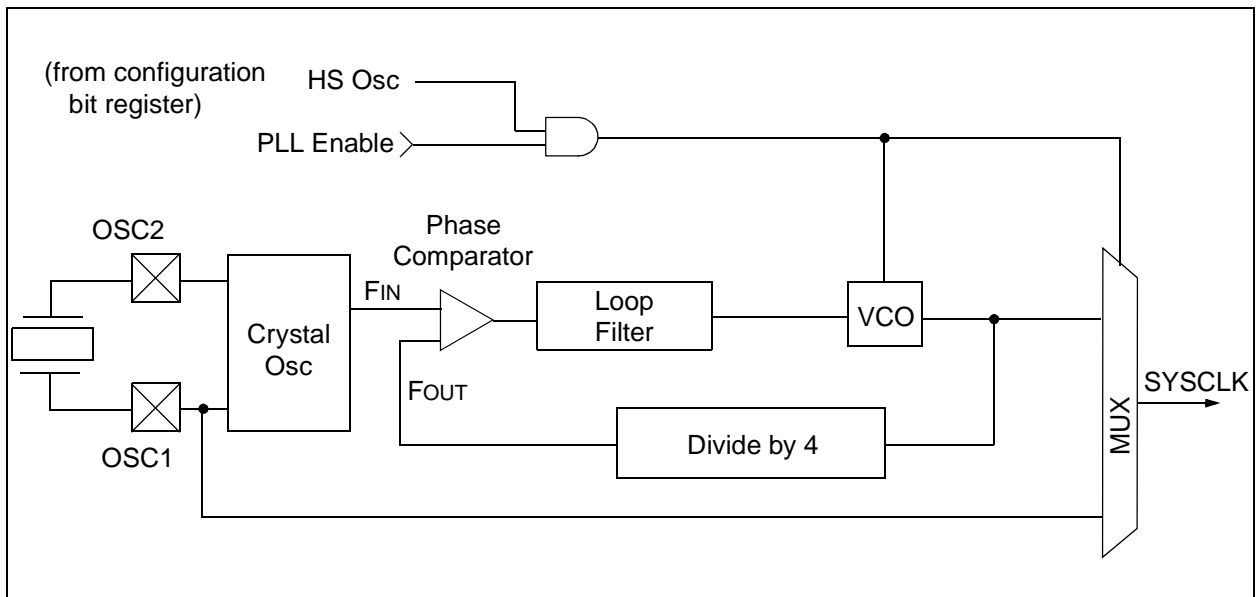 (from configuration
bit register)
HS Osc
PLL Enable
OSC2
Phase
Comparator
Crystal
Osc
FIN
FOUT
Loop
Filter
VCO
Divide by 4
OSC1
MUX
SYSCLK